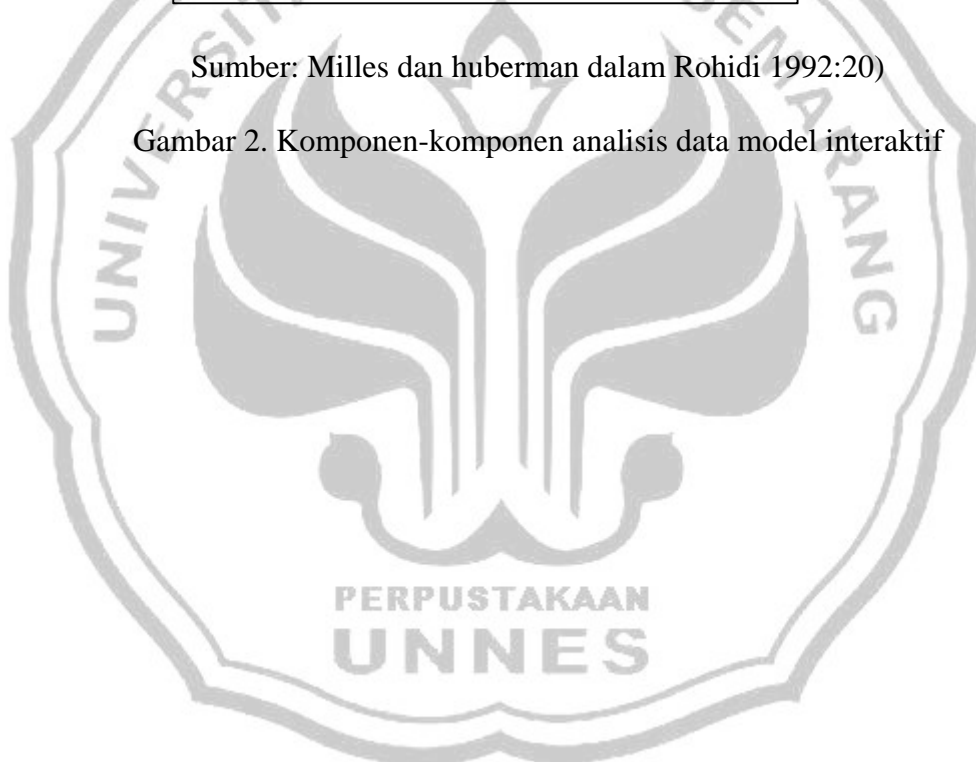 Sumber: Milles dan huberman dalam Rohidi 1992:20)
Gambar 2. Komponen-komponen analisis data model interaktif
PERPUSTAKAAN
UNNES